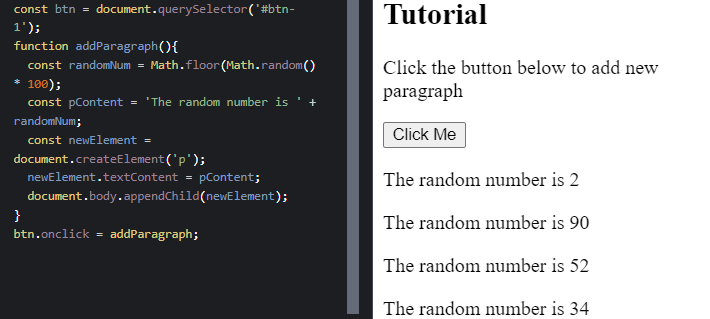 const btn = document.querySelector('#btn-
1');
function addParagraph(){
  const randomNum = Math.floor(Math.random()
* 100);
  const pContent = 'The random number is ' +
randomNum;
  const newElement =
document.createElement('p');
  newElement.textContent = pContent;
  document.body.appendChild(newElement);
}
btn.onclick = addParagraph;
Tutorial
Click the button below to add new
paragraph
Click Me
The random number is 2
The random number is 90
The random number is 52
The random number is 34